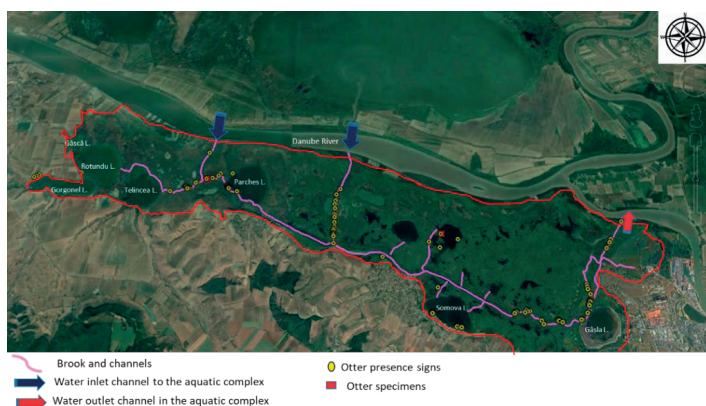 N
Danube River
Gâscă L.
Rotundu L.
Telincea L.
Parches L.
Gorgonel L.
Somova L.
Gâsla L.
Brook and channels
Water inlet channel to the aquatic complex
Water outlet channel in the aquatic complex
Otter presence signs
Otter specimens